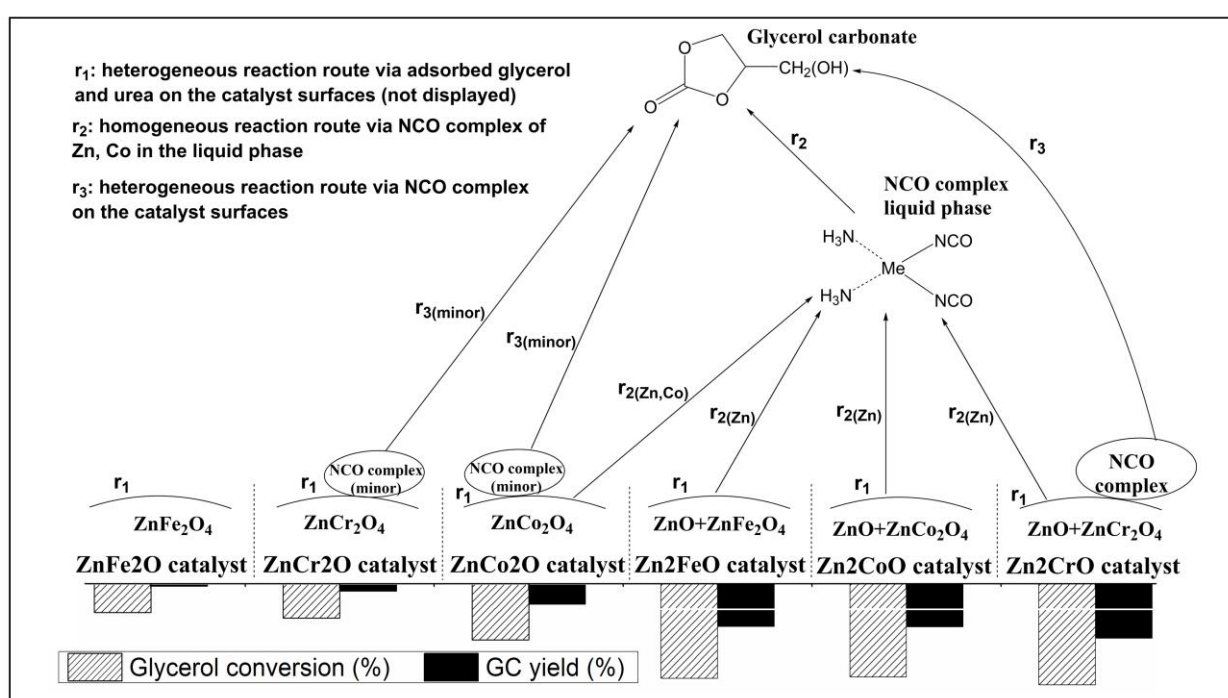 Glycerol carbonate
r₁: heterogeneous reaction route via adsorbed glycerol
and urea on the catalyst surfaces (not displayed)
r₂: homogeneous reaction route via NCO complex of
Zn, Co in the liquid phase
r₃: heterogeneous reaction route via NCO complex
on the catalyst surfaces
O
O
O
CH₂(OH)
r₂
r₃
NCO complex
liquid phase
H₃N
NCO
Me
H₃N
NCO
r₃(minor)
r₃(minor)
r₂(Zn,Co)
r₂(Zn)
r₂(Zn)
r₂(Zn)
r₁
r₁
NCO complex
(minor)
r₁
NCO complex
(minor)
r₁
r₁
r₁
NCO
complex
ZnFe₂O₄
ZnCr₂O₄
ZnCo₂O₄
ZnO+ZnFe₂O₄
ZnO+ZnCo₂O₄
ZnO+ZnCr₂O₄
ZnFe2O catalyst
ZnCr2O catalyst
ZnCo2O catalyst
Zn2FeO catalyst
Zn2CoO catalyst
Zn2CrO catalyst
Glycerol conversion (%)
GC yield (%)